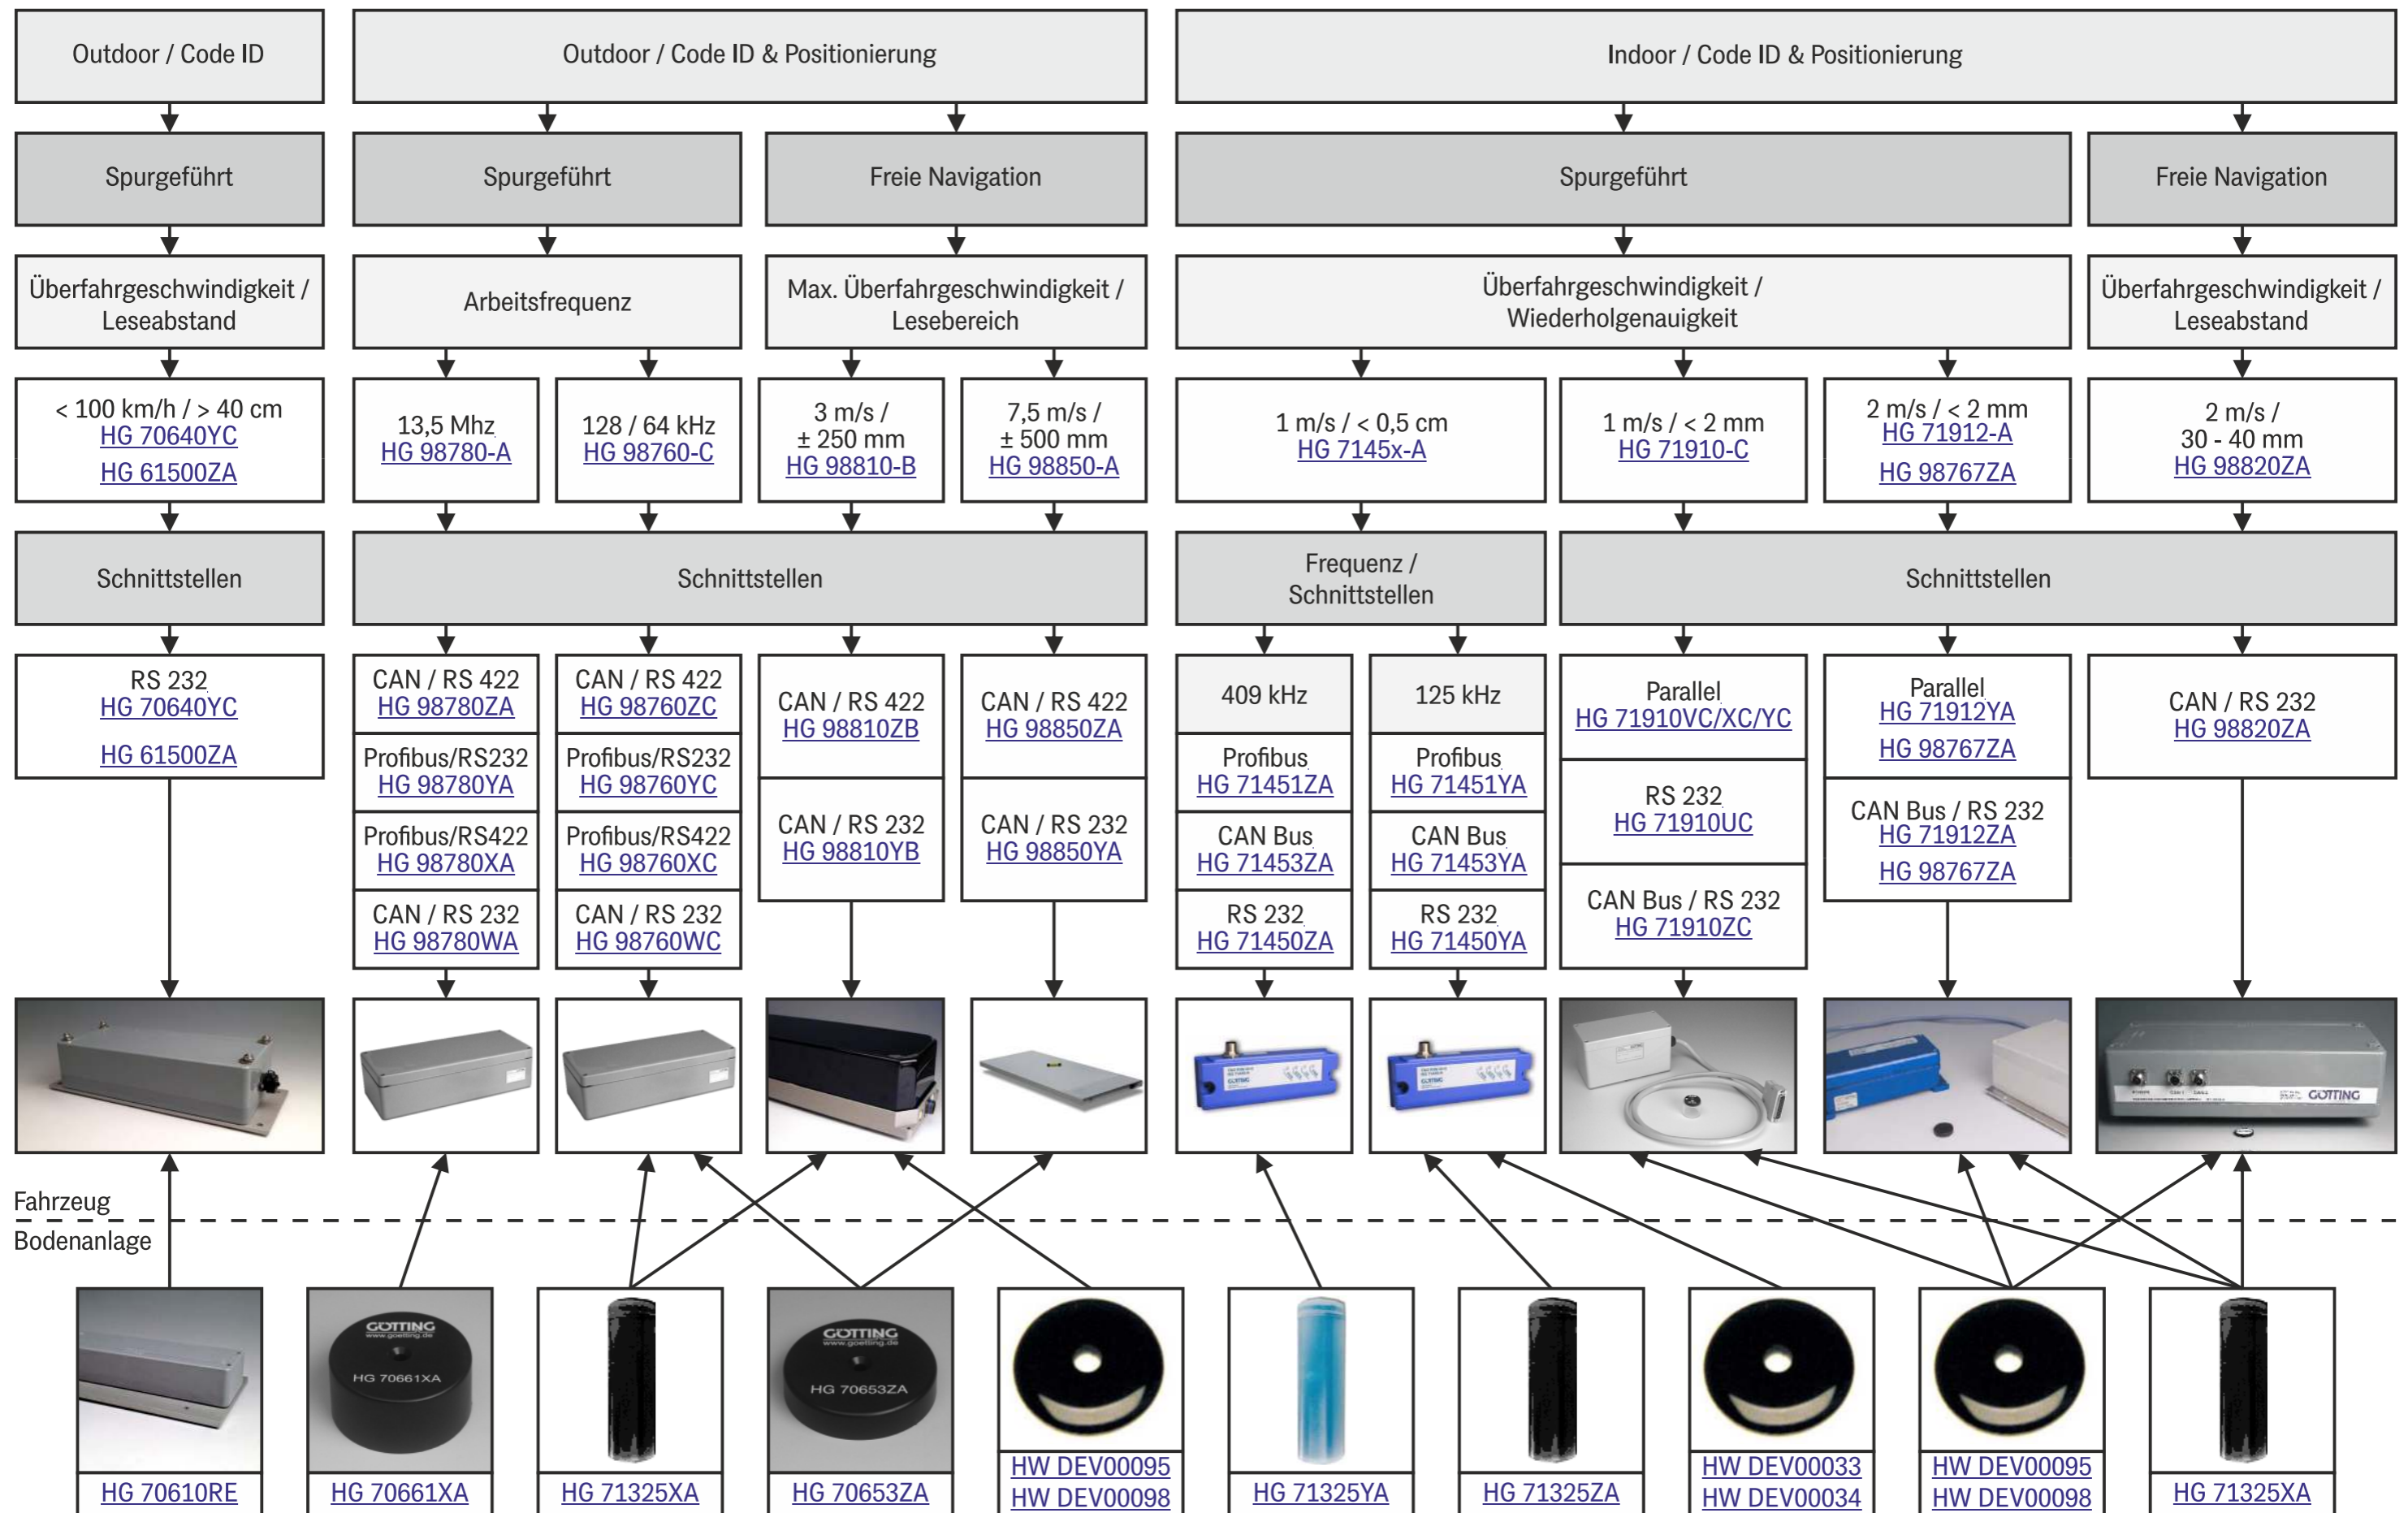 Outdoor / Code ID
Outdoor / Code ID & Positionierung
Indoor / Code ID & Positionierung
Spurgeführt
Spurgeführt
Freie Navigation
Spurgeführt
Freie Navigation
Überfahrgeschwindigkeit /
Leseabstand
Arbeitsfrequenz
Max. Überfahrgeschwindigkeit /
Lesebereich
Überfahrgeschwindigkeit /
Wiederholgenauigkeit
Überfahrgeschwindigkeit /
Leseabstand
< 100 km/h / > 40 cm
HG 70640YC
HG 61500ZA
13,5 Mhz
HG 98780-A
128 / 64 kHz
HG 98760-C
3 m/s /
± 250 mm
HG 98810-B
7,5 m/s /
± 500 mm
HG 98850-A
1 m/s / < 0,5 cm
HG 7145x-A
1 m/s / < 2 mm
HG 71910-C
2 m/s / < 2 mm
HG 71912-A
HG 98767ZA
2 m/s /
30 - 40 mm
HG 98820ZA
Schnittstellen
Schnittstellen
Frequenz /
Schnittstellen
Schnittstellen
RS 232
HG 70640YC
HG 61500ZA
CAN / RS 422
HG 98780ZA
Profibus/RS232
HG 98780YA
Profibus/RS422
HG 98780XA
CAN / RS 232
HG 98780WA
CAN / RS 422
HG 98760ZC
Profibus/RS232
HG 98760YC
Profibus/RS422
HG 98760XC
CAN / RS 232
HG 98760WC
CAN / RS 422
HG 98810ZB
CAN / RS 232
HG 98810YB
CAN / RS 422
HG 98850ZA
CAN / RS 232
HG 98850YA
409 kHz
Profibus
HG 71451ZA
CAN Bus
HG 71453ZA
RS 232
HG 71450ZA
125 kHz
Profibus
HG 71451YA
CAN Bus
HG 71453YA
RS 232
HG 71450YA
Parallel
HG 71910VC/XC/YC
RS 232
HG 71910UC
CAN Bus / RS 232
HG 71910ZC
Parallel
HG 71912YA
HG 98767ZA
CAN Bus / RS 232
HG 71912ZA
HG 98767ZA
CAN / RS 232
HG 98820ZA
GÖTTING
GÖTTING
GÖTTING
Fahrzeug
Bodenanlage
GÖTTING
www.goetting.de
HG 70661XA
GÖTTING
www.goetting.de
HG 70653ZA
HG 70610RE
HG 70661XA
HG 71325XA
HG 70653ZA
HW DEV00095
HW DEV00098
HG 71325YA
HG 71325ZA
HW DEV00033
HW DEV00034
HW DEV00095
HW DEV00098
HG 71325XA